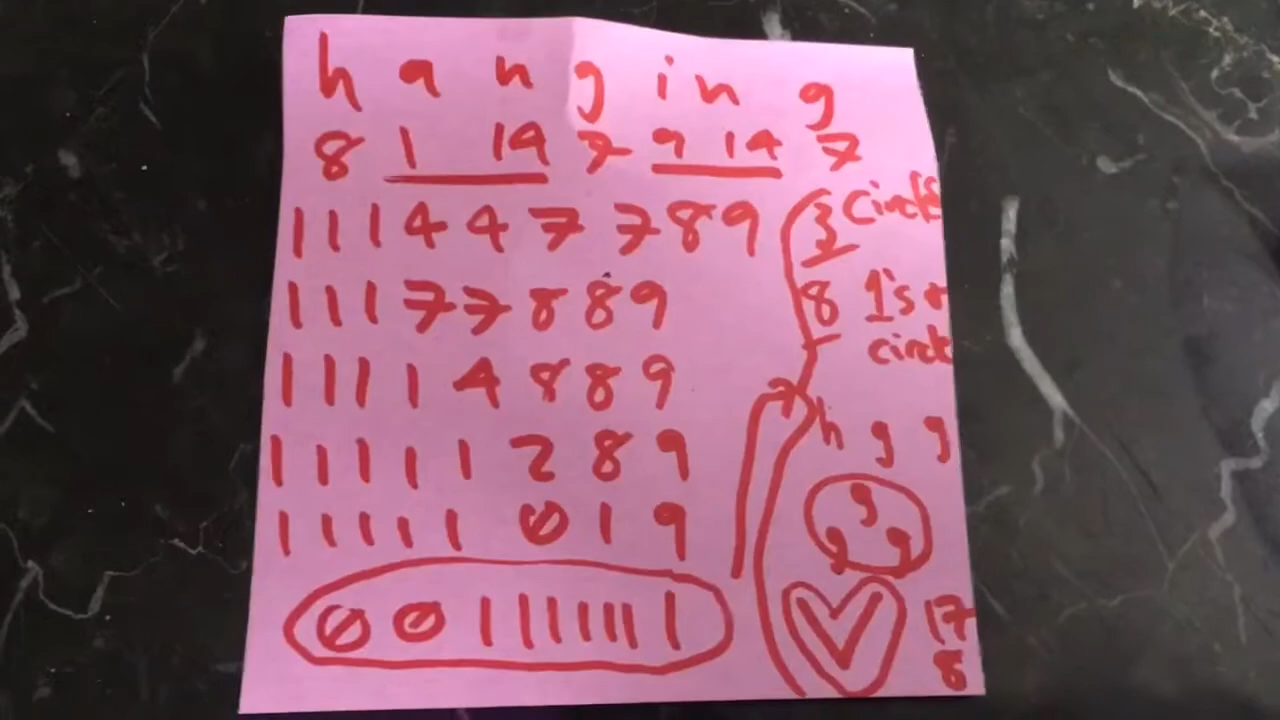 h a n g i n g
8 1 14 7 9 14 7
1 1 1 4 4 7 7 8 9
1 1 1 7 7 8 8 9
1 1 1 1 4 8 8 9
1 1 1 1 1 2 8 9
1 1 1 1 1 0 1 9
0 0 1 1 1 1 1 1 1
3 circles
8 1's +
circle
h g g
g
g g
17
8